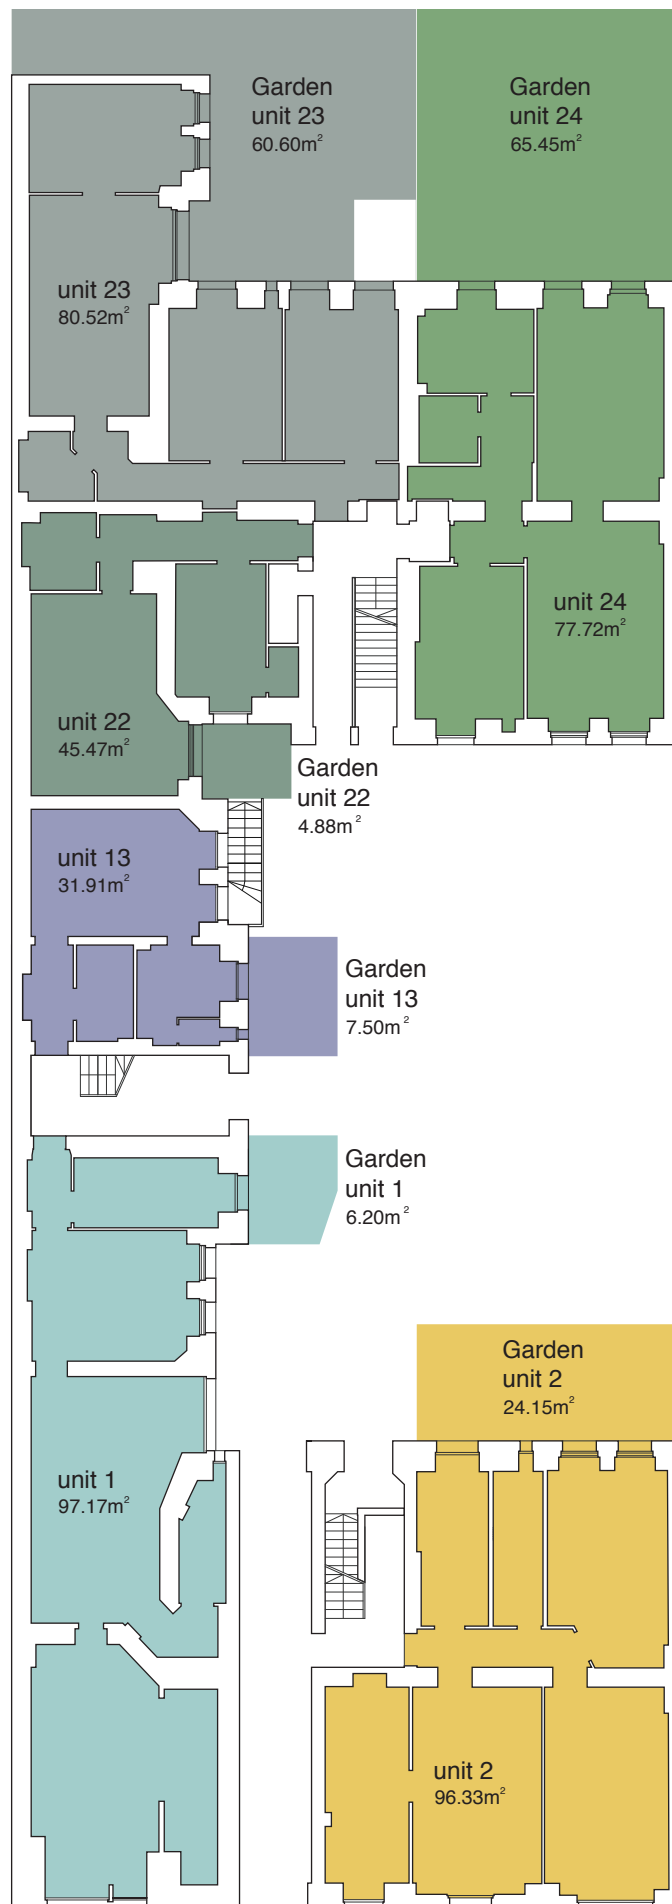 Garden
unit 23
60.60m²
Garden
unit 24
65.45m²
unit 23
80.52m²
unit 24
77.72m²
unit 22
45.47m²
Garden
unit 22
4.88m²
unit 13
31.91m²
Garden
unit 13
7.50m²
Garden
unit 1
6.20m²
Garden
unit 2
24.15m²
unit 1
97.17m²
unit 2
96.33m²